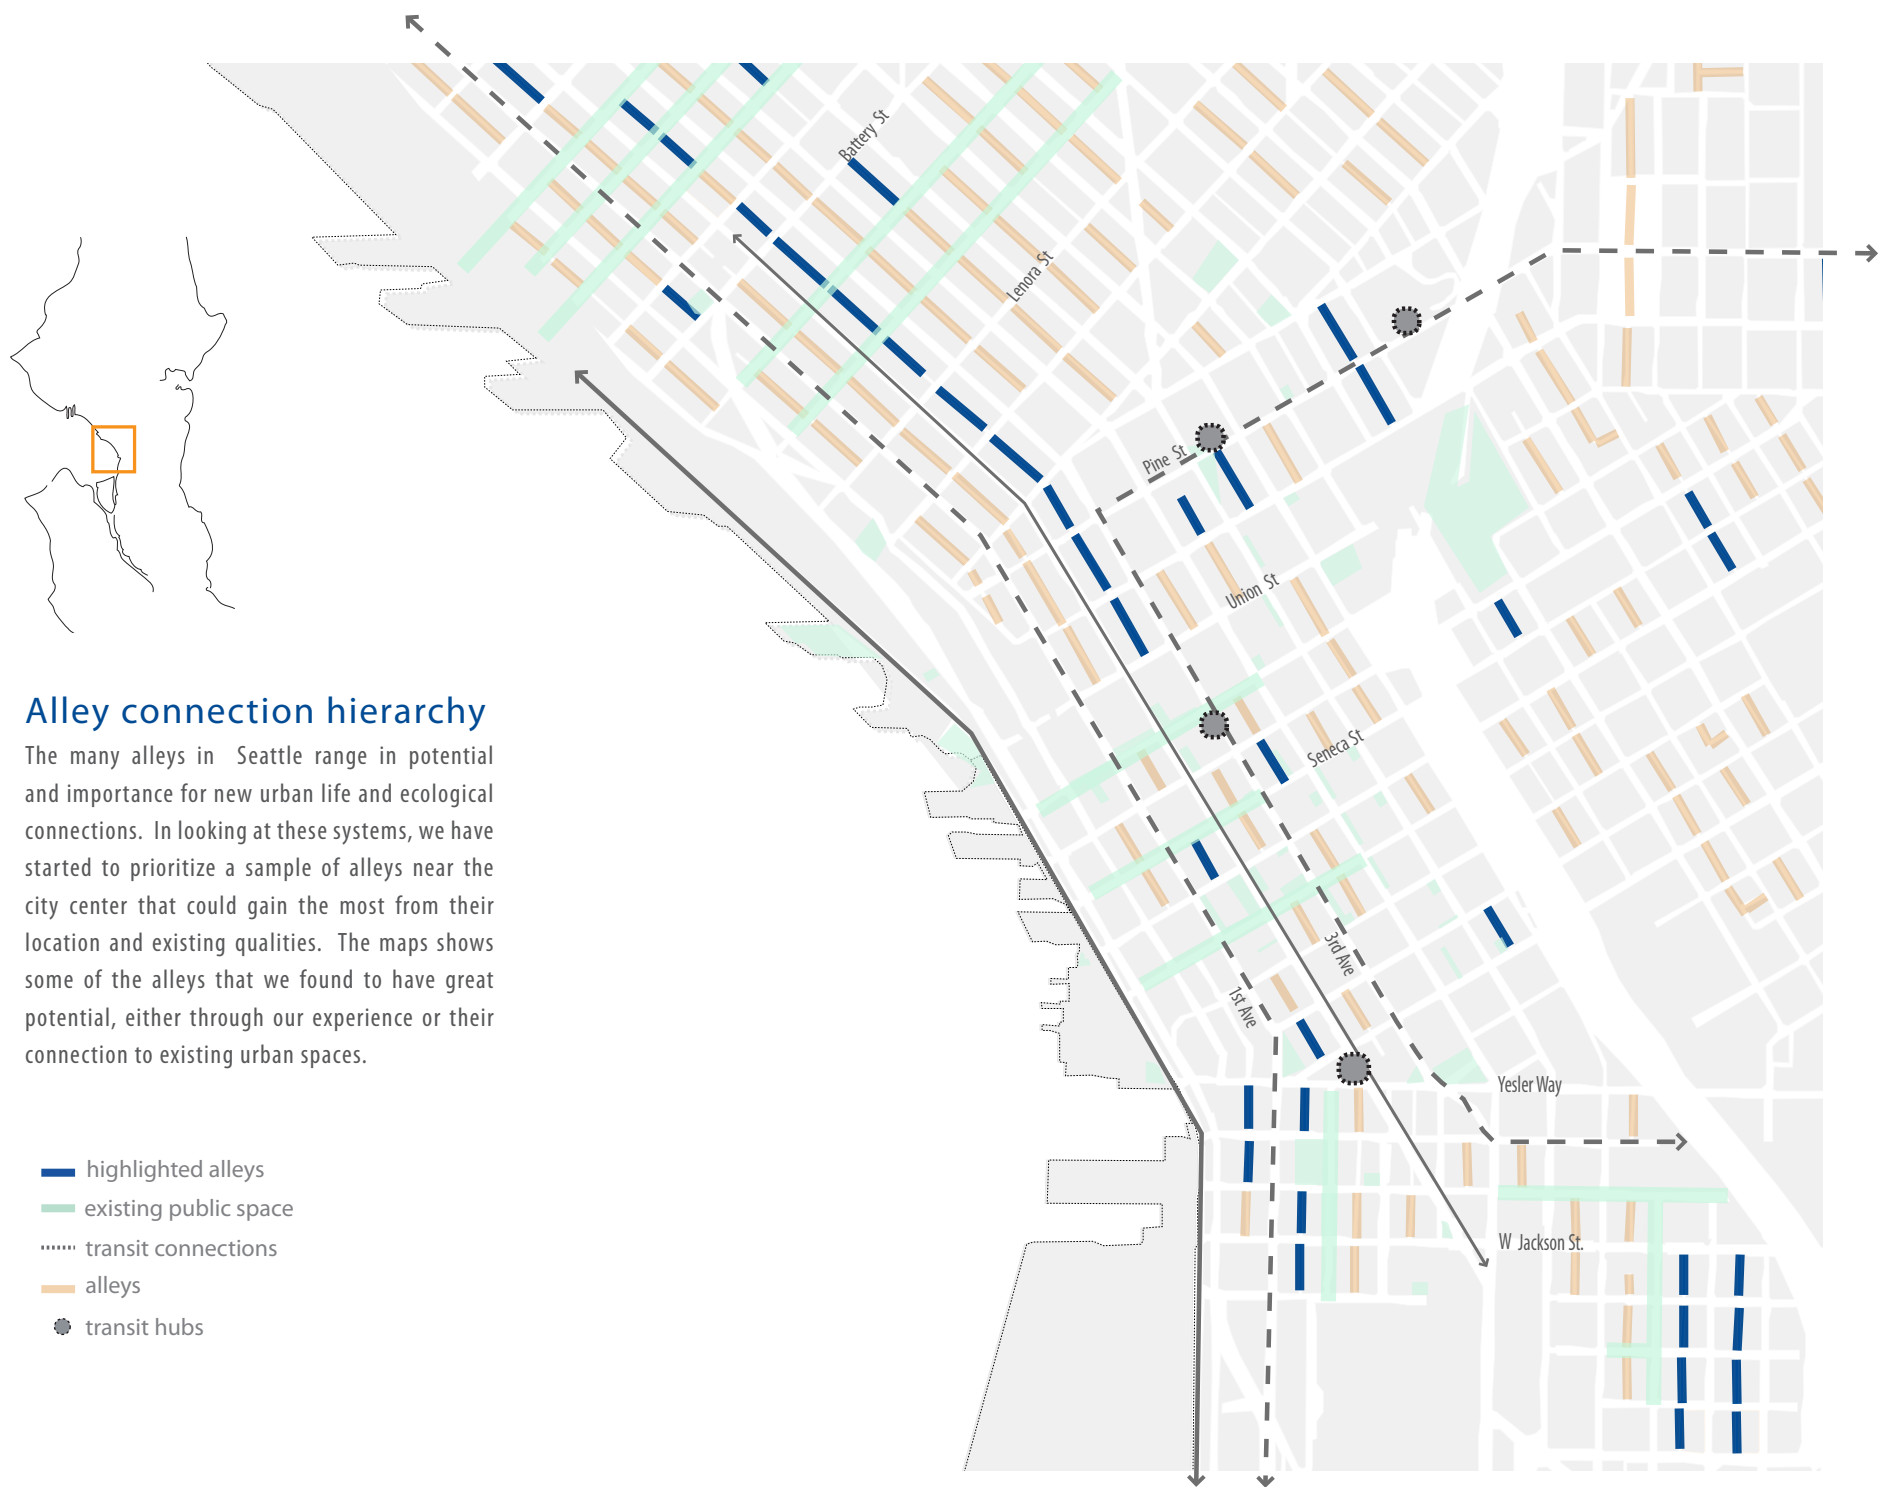 Battery St
Lenora St
Pine St
Union St
Seneca St
3rd Ave
1st Ave
Yesler Way
W Jackson St.
Alley connection hierarchy
The many alleys in Seattle range in potential
and importance for new urban life and ecological
connections. In looking at these systems, we have
started to prioritize a sample of alleys near the
city center that could gain the most from their
location and existing qualities. The maps shows
some of the alleys that we found to have great
potential, either through our experience or their
connection to existing urban spaces.
highlighted alleys
existing public space
transit connections
alleys
transit hubs